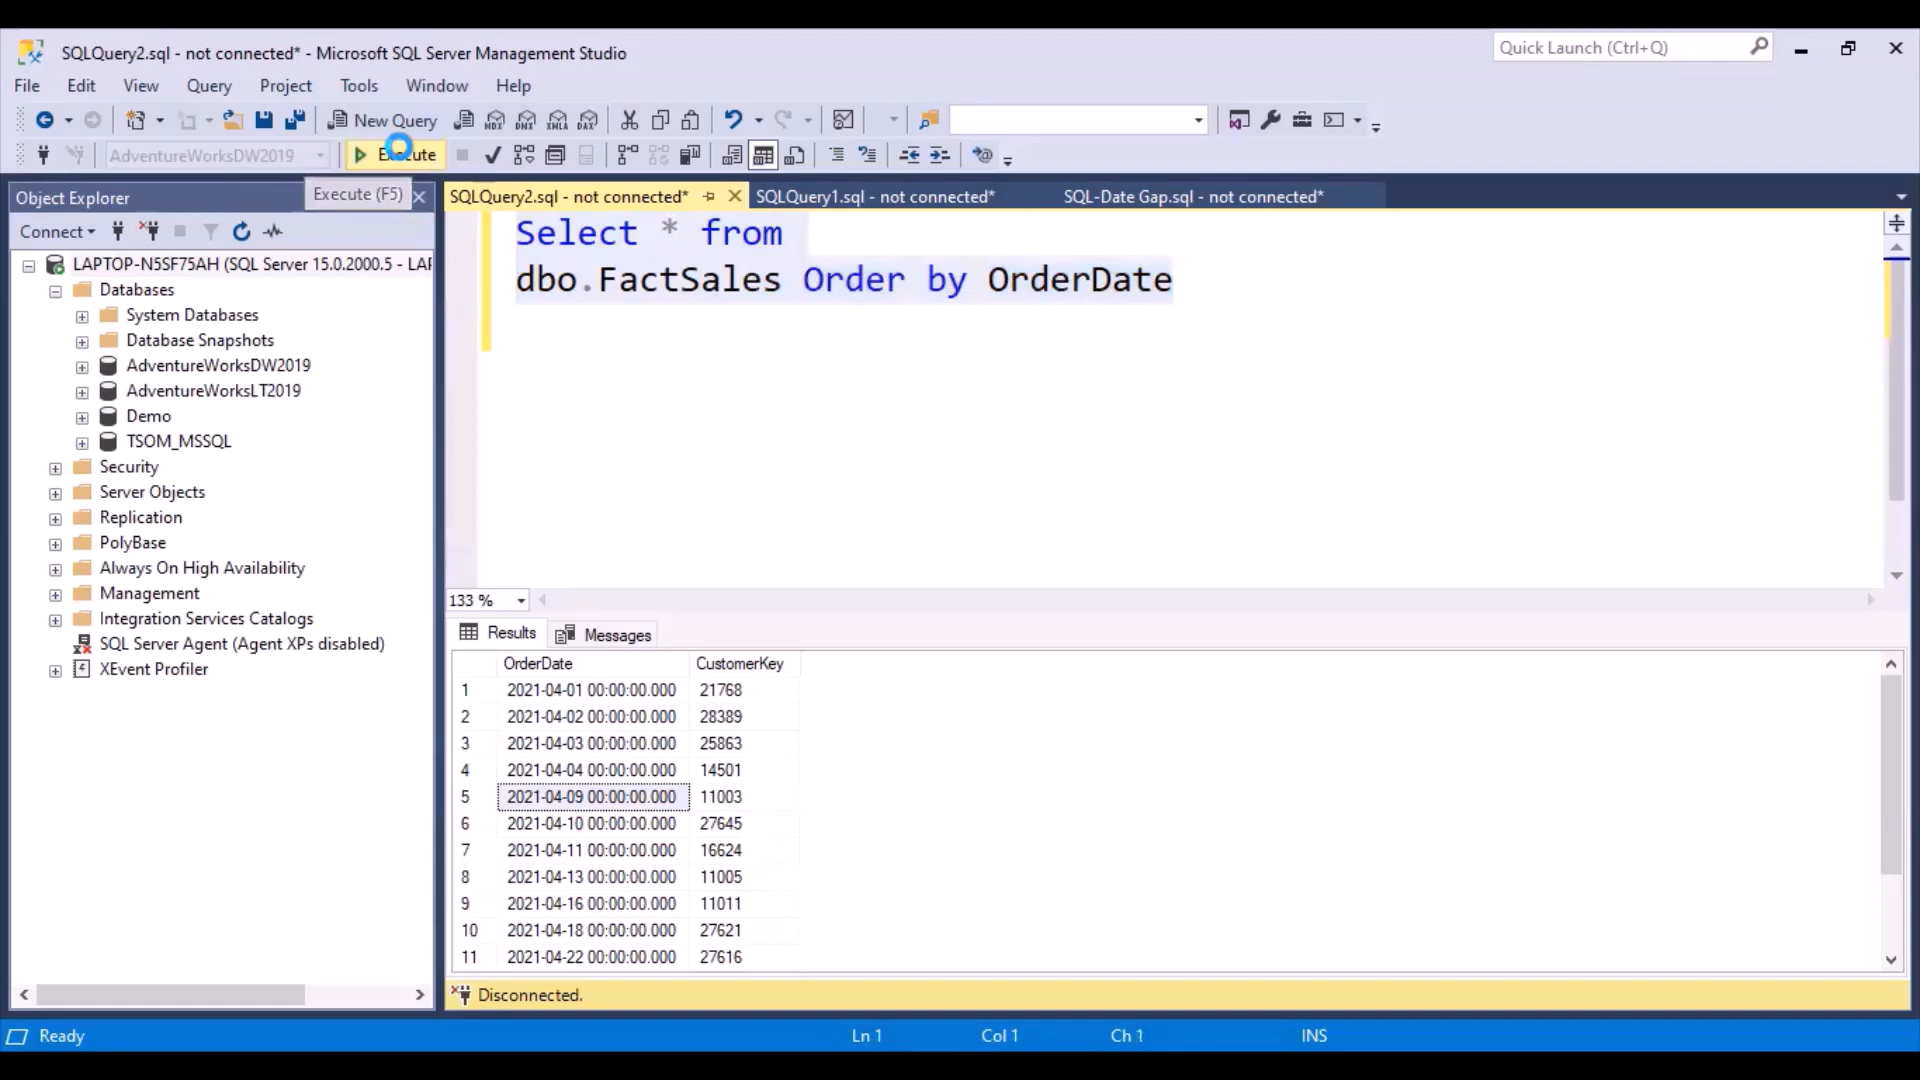 SQLQuery2.sql - not connected* - Microsoft SQL Server Management Studio
Quick Launch (Ctrl+Q)
File Edit View Query Project Tools Window Help
New Query
AdventureWorksDW2019
Execute
Object Explorer
Execute (F5)
SQLQuery2.sql - not connected*
SQLQuery1.sql - not connected*
SQL-Date Gap.sql - not connected*
Connect
LAPTOP-N5SF75AH (SQL Server 15.0.2000.5 - LAP
Databases
System Databases
Database Snapshots
AdventureWorksDW2019
AdventureWorksLT2019
Demo
TSOM_MSSQL
Security
Server Objects
Replication
PolyBase
Always On High Availability
Management
Integration Services Catalogs
SQL Server Agent (Agent XPs disabled)
XEvent Profiler
Select * from
dbo.FactSales Order by OrderDate
133 %
Results Messages
OrderDate CustomerKey
1 2021-04-01 00:00:00.000 21768
2 2021-04-02 00:00:00.000 28389
3 2021-04-03 00:00:00.000 25863
4 2021-04-04 00:00:00.000 14501
5 2021-04-09 00:00:00.000 11003
6 2021-04-10 00:00:00.000 27645
7 2021-04-11 00:00:00.000 16624
8 2021-04-13 00:00:00.000 11005
9 2021-04-16 00:00:00.000 11011
10 2021-04-18 00:00:00.000 27621
11 2021-04-22 00:00:00.000 27616
Disconnected.
Ready Ln 1 Col 1 Ch 1 INS